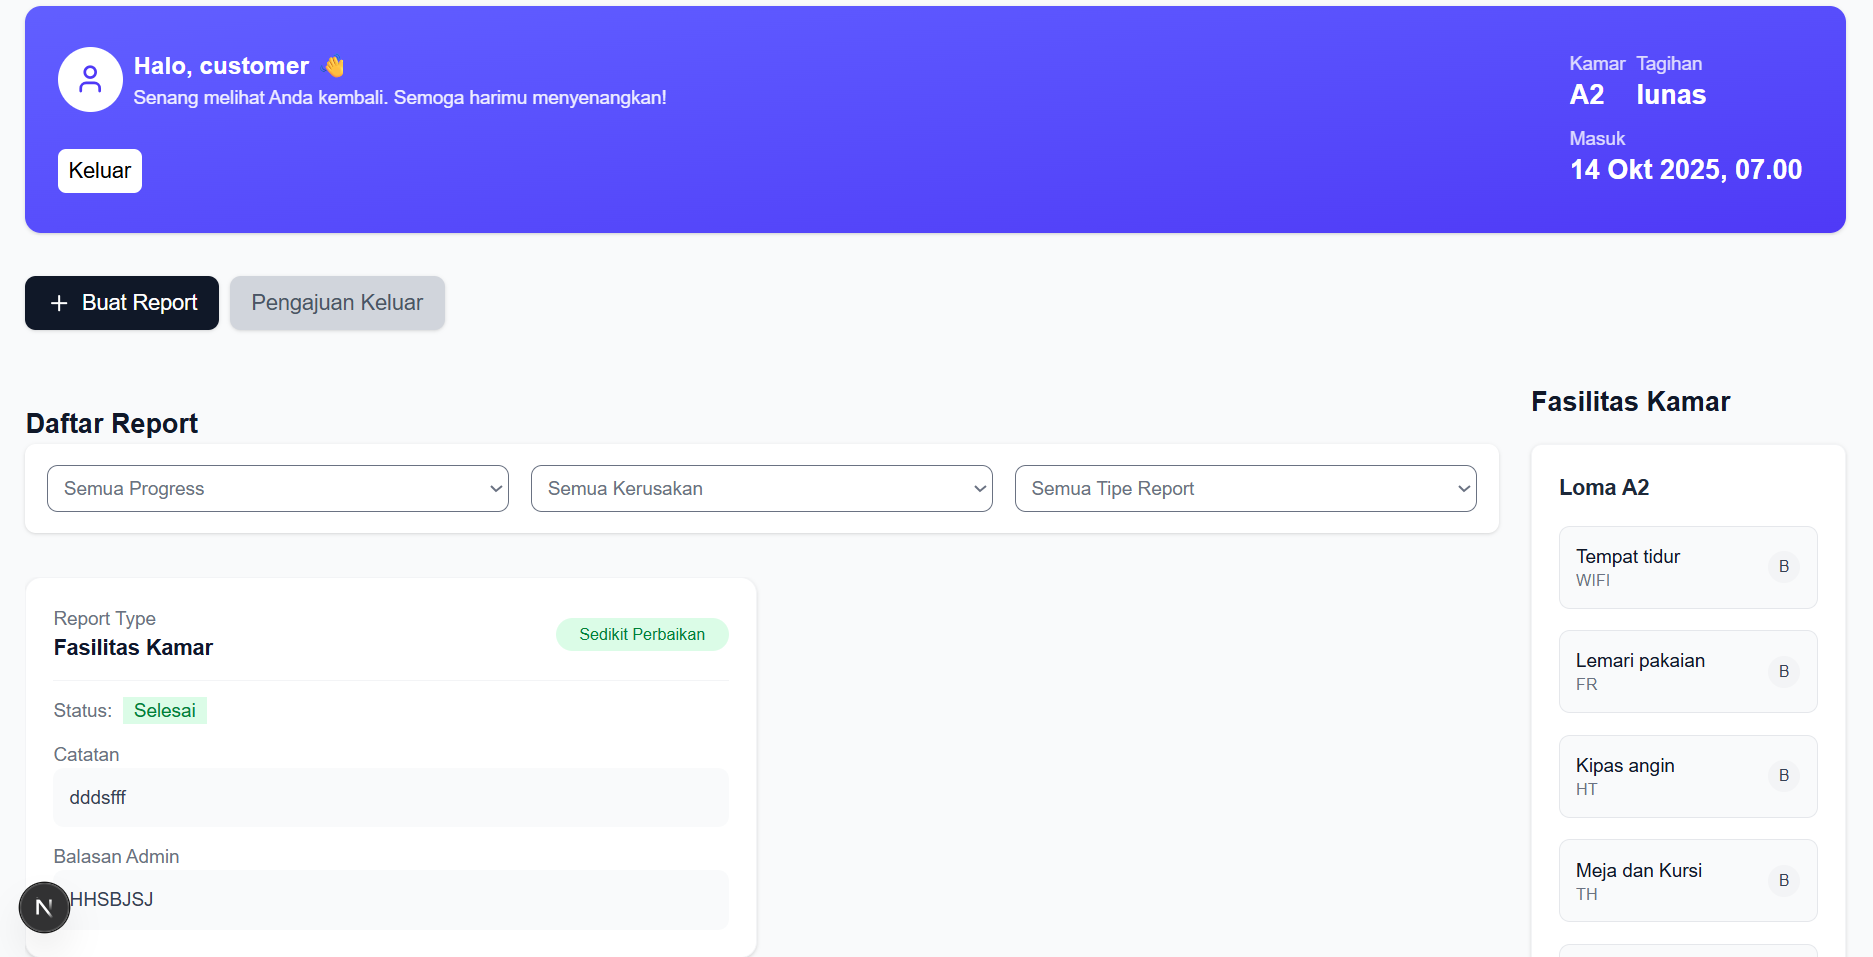 Halo, customer 👋
Senang melihat Anda kembali. Semoga harimu menyenangkan!
Keluar
Kamar Tagihan
A2 lunas
Masuk
14 Okt 2025, 07.00
+ Buat Report
Pengajuan Keluar
Daftar Report
Semua Progress
Semua Kerusakan
Semua Tipe Report
Report Type
Fasilitas Kamar
Sedikit Perbaikan
Status: Selesai
Catatan
dddsfff
Balasan Admin
HHSBJSJ
N
Fasilitas Kamar
Loma A2
Tempat tidur
WIFI
B
Lemari pakaian
FR
B
Kipas angin
HT
B
Meja dan Kursi
TH
B